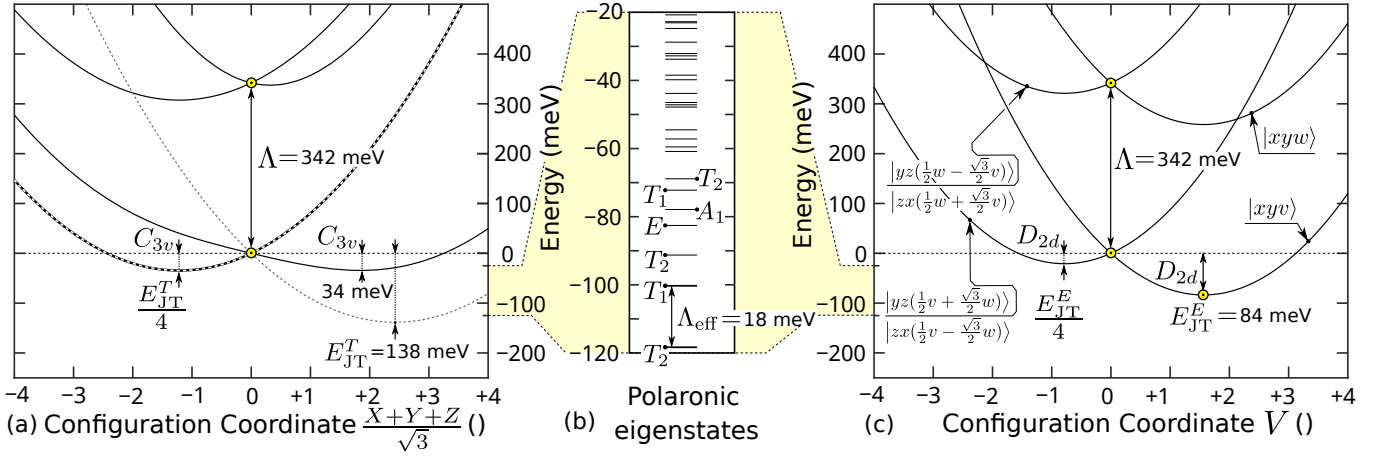 400
300
200
100
0
−100
−200
Energy (meV)
Λ=342 meV
C3v
C3v
34 meV
E^T_JT
4
E^T_JT=138 meV
−4 −3 −2 −1 0 +1 +2 +3 +4
(a) Configuration Coordinate X+Y+Z/√3 ()
−20
−40
−60
−80
−100
−120
T2
T1
A1
E
T2
T1
Λeff=18 meV
T2
(b) Polaronic
eigenstates
Energy (meV)
400
300
200
100
0
−100
−200
Λ=342 meV
|xyw⟩
|yz(1/2w − √3/2v)⟩
|zx(1/2w + √3/2v)⟩
|xyv⟩
D2d
D2d
|yz(1/2v + √3/2w)⟩
|zx(1/2v − √3/2w)⟩
E^E_JT
4
E^E_JT=84 meV
−4 −3 −2 −1 0 +1 +2 +3 +4
(c) Configuration Coordinate V ()